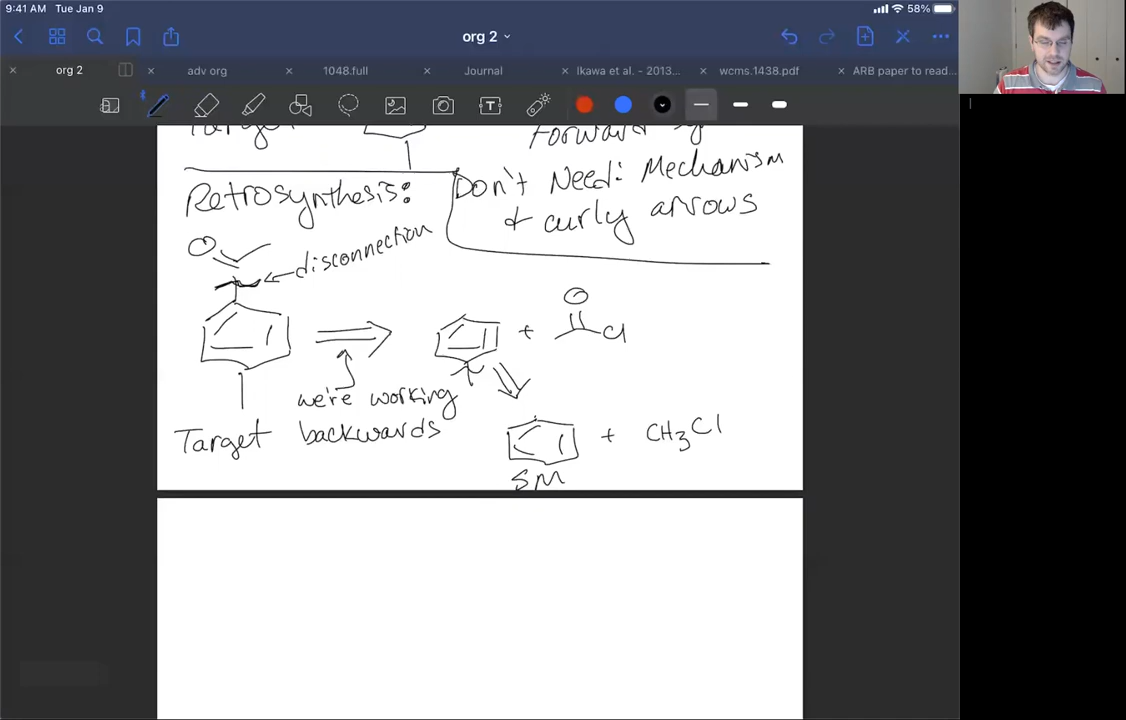 9:41 AM Tue Jan 9
58%
org 2
org 2
adv org
1048.full
Journal
Ikawa et al. - 2013...
wcms.1438.pdf
ARB paper to read...
T
Target
Forward sy
Retrosynthesis:
Don't Need: Mechanism
+ curly arrows
O
disconnection
O
+
Cl
we're working
backwards
Target
+ CH3Cl
SM